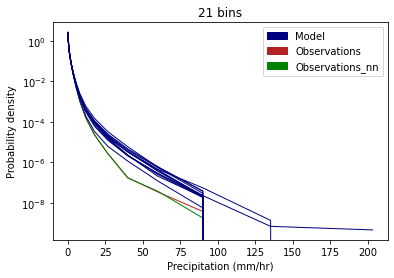 21 bins
Model
Observations
Observations_nn
Probability density
10⁰
10⁻²
10⁻⁴
10⁻⁶
10⁻⁸
0 25 50 75 100 125 150 175 200
Precipitation (mm/hr)